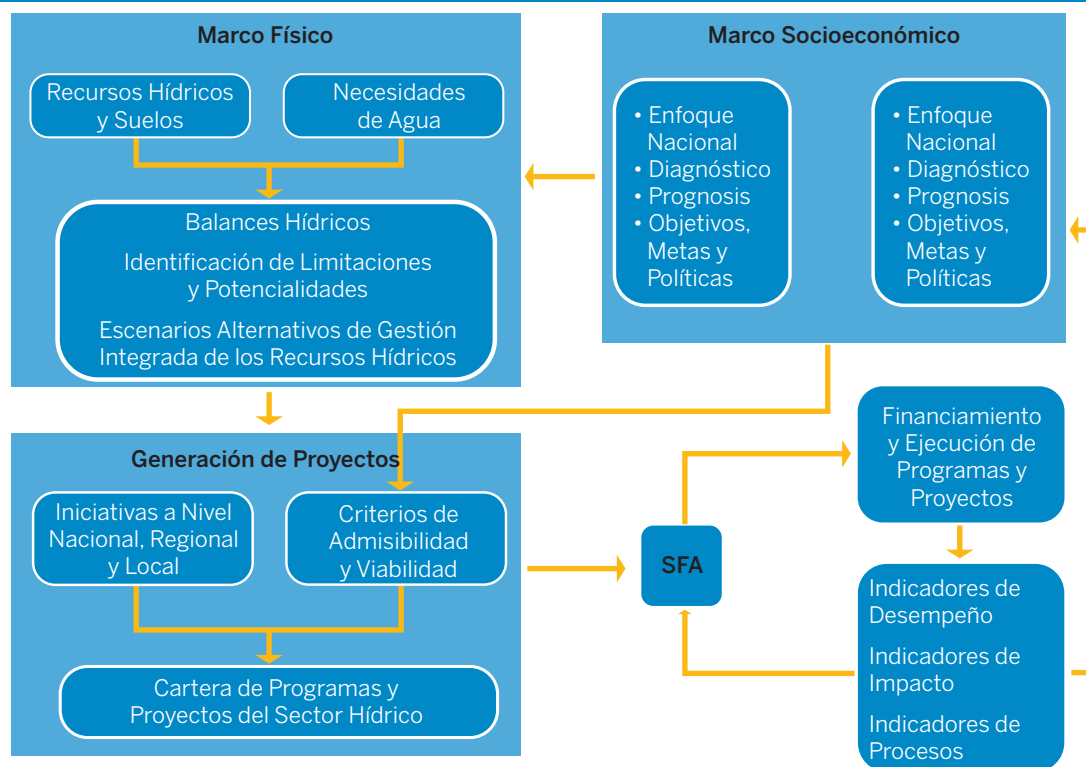 Marco Físico
Recursos Hídricos
y Suelos
Necesidades
de Agua
Balances Hídricos
Identificación de Limitaciones
y Potencialidades
Escenarios Alternativos de Gestión
Integrada de los Recursos Hídricos
Marco Socioeconómico
• Enfoque
Nacional
• Diagnóstico
• Prognosis
• Objetivos,
Metas y
Políticas
• Enfoque
Nacional
• Diagnóstico
• Prognosis
• Objetivos,
Metas y
Políticas
Generación de Proyectos
Iniciativas a Nivel
Nacional, Regional
y Local
Criterios de
Admisibilidad
y Viabilidad
Cartera de Programas y
Proyectos del Sector Hídrico
SFA
Financiamiento
y Ejecución de
Programas y
Proyectos
Indicadores de
Desempeño
Indicadores de
Impacto
Indicadores de
Procesos